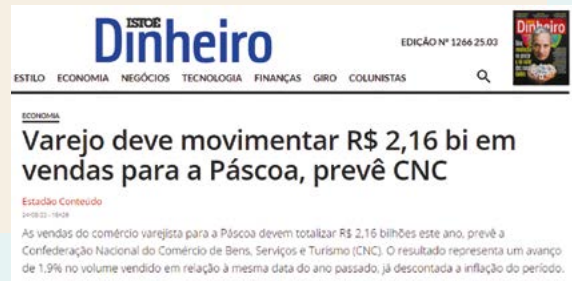 ISTOÉ
Dinheiro
EDIÇÃO Nº 1266 25.03
Dinheiro
ESTILO ECONOMIA NEGÓCIOS TECNOLOGIA FINANÇAS GIRO COLUNISTAS
ECONOMIA
Varejo deve movimentar R$ 2,16 bi em
vendas para a Páscoa, prevê CNC
Estadão Conteúdo
As vendas do comércio varejista para a Páscoa devem totalizar R$ 2,16 bilhões este ano, prevê a
Confederação Nacional do Comércio de Bens, Serviços e Turismo (CNC). O resultado representa um avanço
de 1,9% no volume vendido em relação à mesma data do ano passado, já descontada a inflação do período.